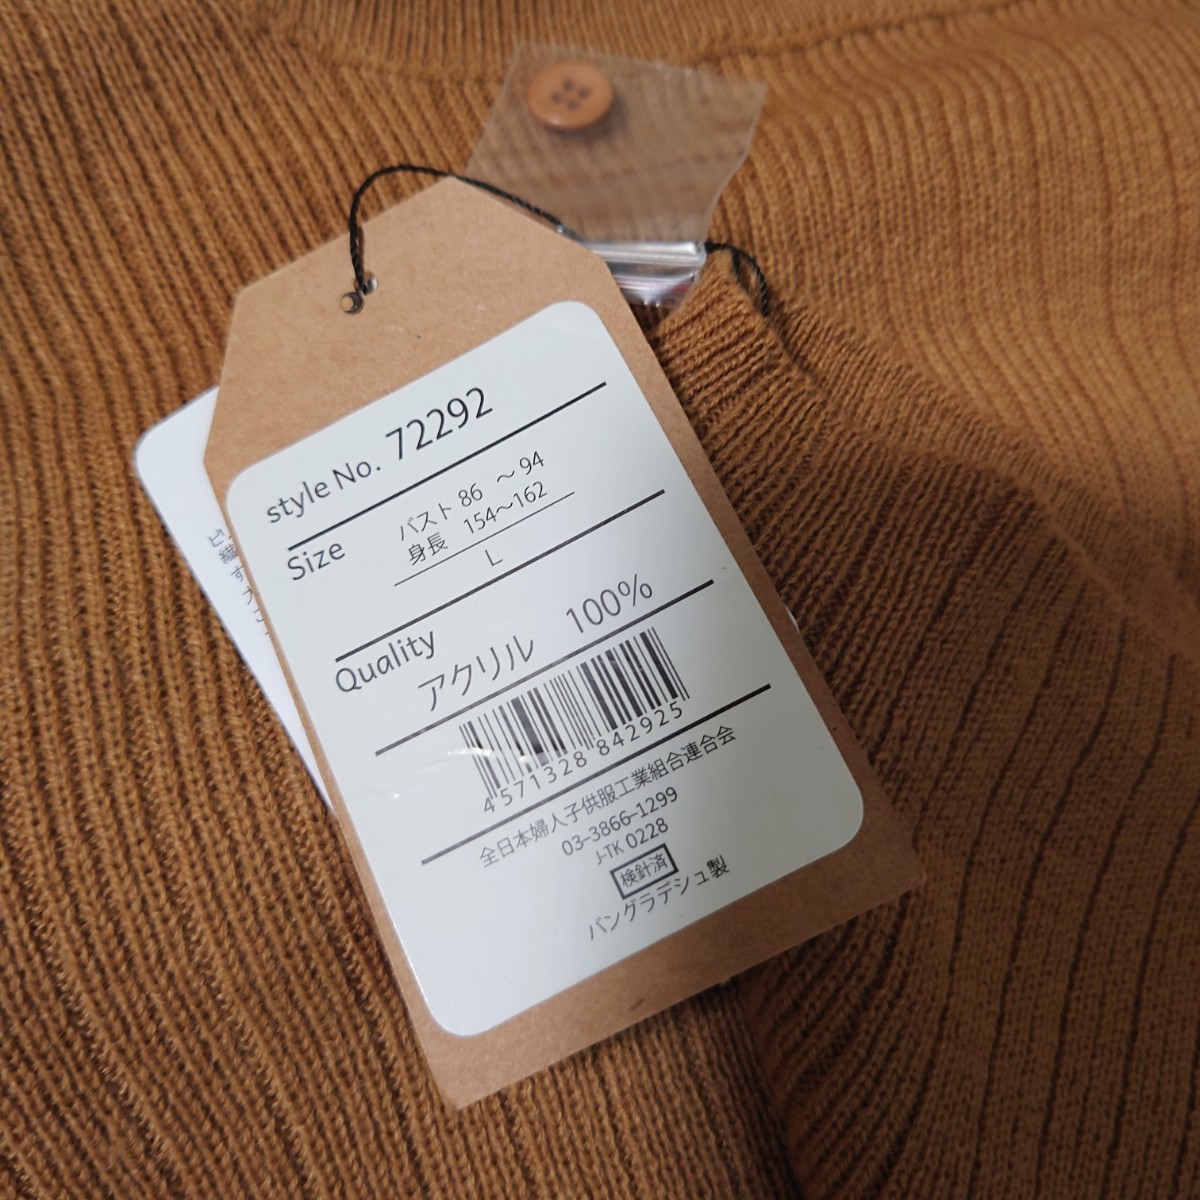 style No. 72292
Size
バスト 86 ～ 94
身長 154～162
L
Quality
アクリル 100%
4571328 842925
全日本婦人子供服工業組合連合会
03-3866-1299
J-TK 0228
検針済
バングラデシュ製